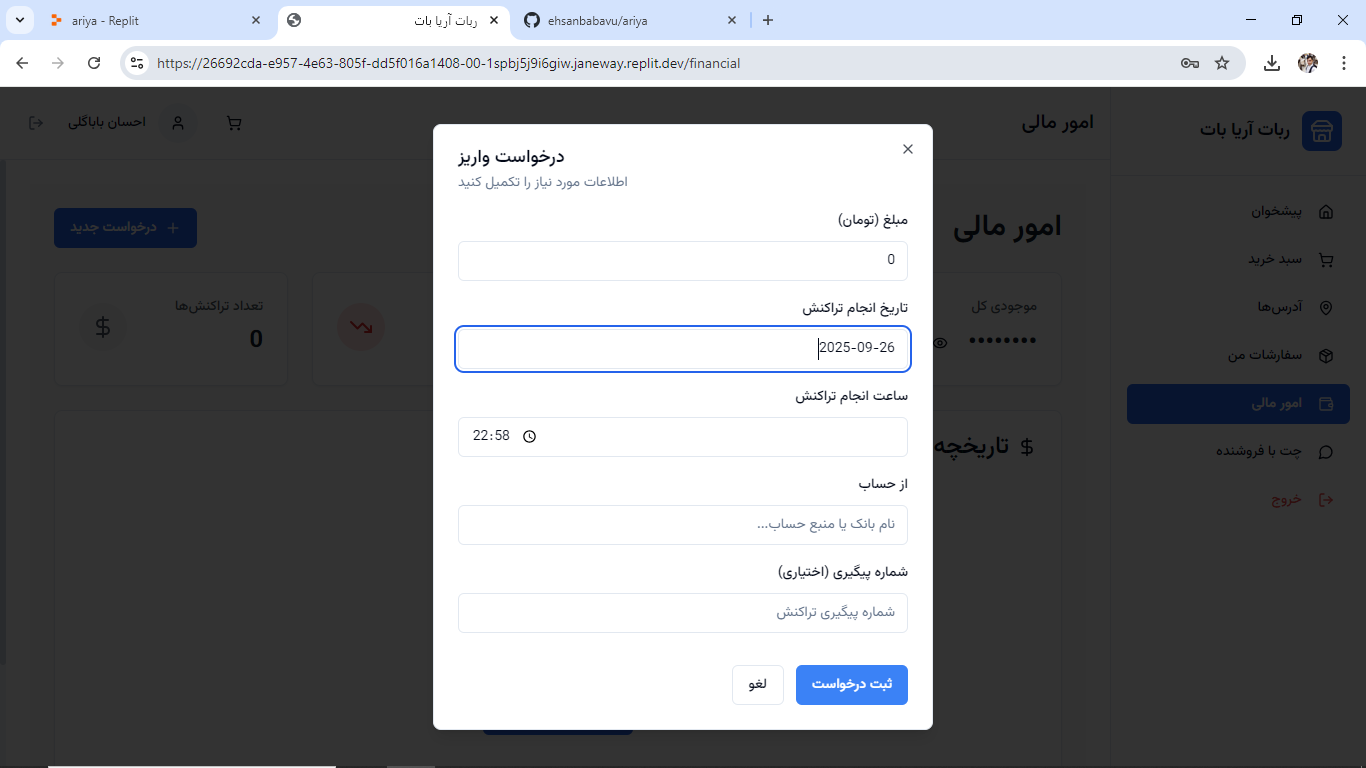 ariya - Replit
ربات آریا بات
ehsanbabavu/ariya
https://26692cda-e957-4e63-805f-dd5f016a1408-00-1spbj5j9i6giw.janeway.replit.dev/financial
ربات آریا بات
امور مالی
احسان باباگلی
پیشخوان
سبد خرید
آدرس‌ها
سفارشات من
امور مالی
چت با فروشنده
خروج
امور مالی
درخواست جدید
موجودی کل
••••••••
تعداد تراکنش‌ها
0
تاریخچه
درخواست واریز
اطلاعات مورد نیاز را تکمیل کنید
مبلغ (تومان)
0
تاریخ انجام تراکنش
2025-09-26
ساعت انجام تراکنش
22:58
از حساب
نام بانک یا منبع حساب...
شماره پیگیری (اختیاری)
شماره پیگیری تراکنش
ثبت درخواست
لغو